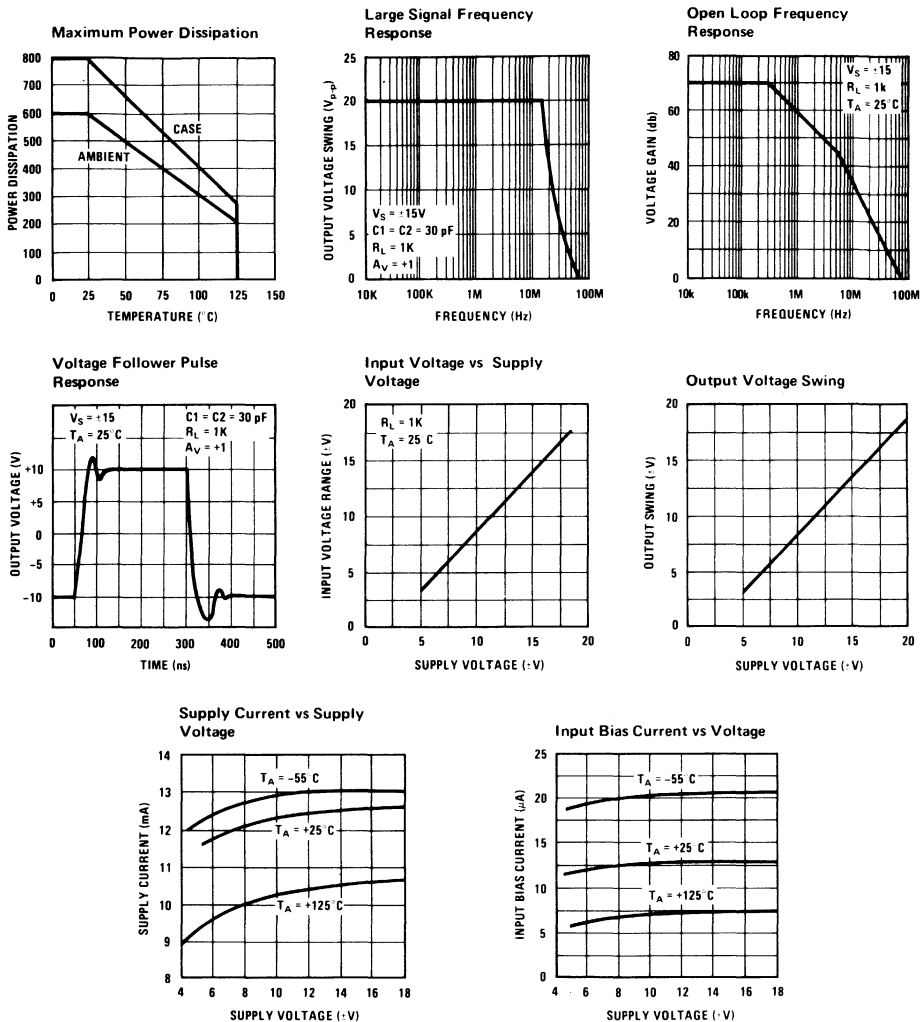 Maximum Power Dissipation
POWER DISSIPATION
800
700
600
500
400
300
200
100
0
CASE
AMBIENT
0 25 50 75 100 125 150
TEMPERATURE (°C)
Large Signal Frequency
Response
OUTPUT VOLTAGE SWING (Vp-p)
25
20
15
10
5
0
VS = ±15V
C1 = C2 = 30 pF
RL = 1K
AV = +1
10K 100K 1M 10M 100M
FREQUENCY (Hz)
Open Loop Frequency
Response
VOLTAGE GAIN (db)
80
60
40
20
0
VS = ±15
RL = 1k
TA = 25°C
10k 100k 1M 10M 100M
FREQUENCY (Hz)
Voltage Follower Pulse
Response
OUTPUT VOLTAGE (V)
+10
+5
0
-5
-10
VS = ±15
TA = 25°C
C1 = C2 = 30 pF
RL = 1K
AV = +1
0 100 200 300 400 500
TIME (ns)
Input Voltage vs Supply
Voltage
INPUT VOLTAGE RANGE (±V)
20
15
10
5
0
RL = 1K
TA = 25°C
0 5 10 15 20
SUPPLY VOLTAGE (±V)
Output Voltage Swing
OUTPUT SWING (±V)
20
15
10
5
0
0 5 10 15 20
SUPPLY VOLTAGE (±V)
Supply Current vs Supply
Voltage
SUPPLY CURRENT (mA)
14
13
12
11
10
9
8
TA = -55°C
TA = +25°C
TA = +125°C
4 6 8 10 12 14 16 18
SUPPLY VOLTAGE (±V)
Input Bias Current vs Voltage
INPUT BIAS CURRENT (μA)
25
20
15
10
5
0
TA = -55°C
TA = +25°C
TA = +125°C
4 6 8 10 12 14 16 18
SUPPLY VOLTAGE (±V)